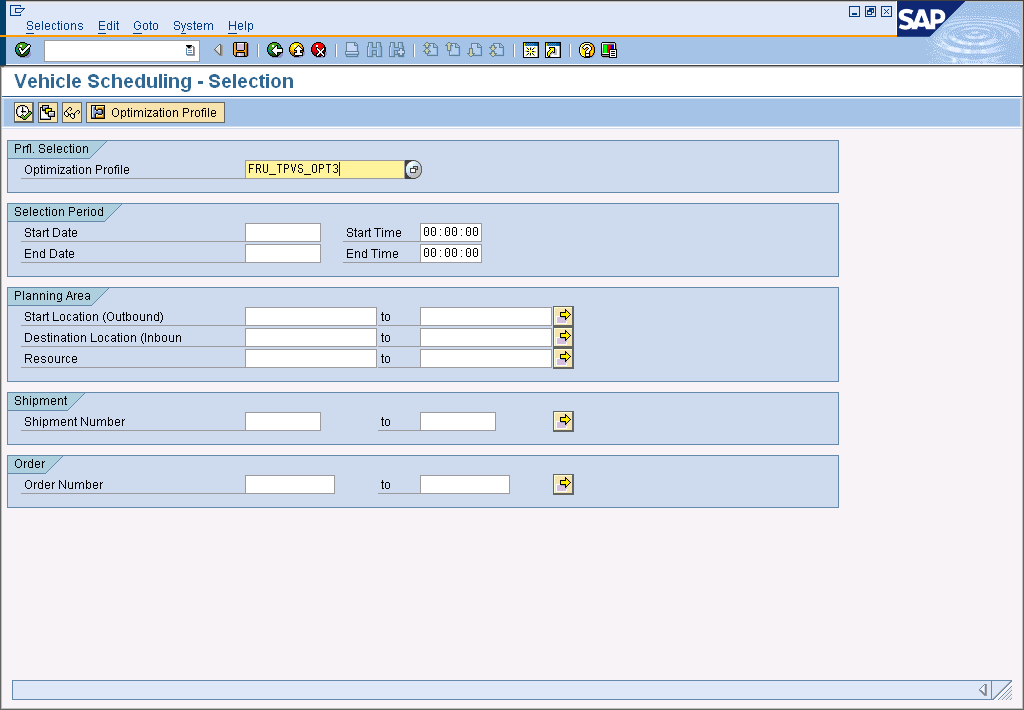 Selections Edit Goto System Help
SAP
Vehicle Scheduling - Selection
Optimization Profile
Prfl. Selection
Optimization Profile FRU_TPVS_OPT3
Selection Period
Start Date Start Time 00:00:00
End Date End Time 00:00:00
Planning Area
Start Location (Outbound) to
Destination Location (Inboun to
Resource to
Shipment
Shipment Number to
Order
Order Number to